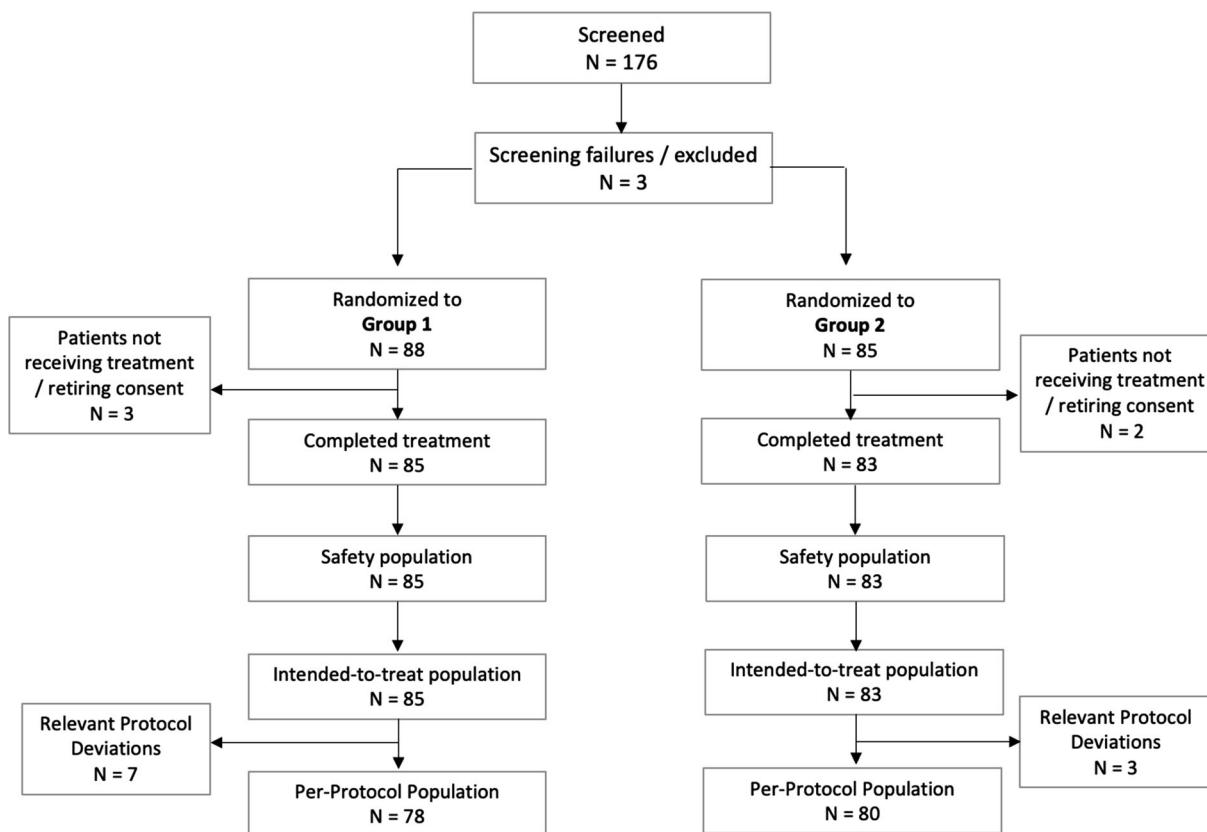 Screened
N = 176
Screening failures / excluded
N = 3
Randomized to
Group 1
N = 88
Randomized to
Group 2
N = 85
Patients not
receiving treatment
/ retiring consent
N = 3
Patients not
receiving treatment
/ retiring consent
N = 2
Completed treatment
N = 85
Completed treatment
N = 83
Safety population
N = 85
Safety population
N = 83
Intended-to-treat population
N = 85
Intended-to-treat population
N = 83
Relevant Protocol
Deviations
N = 7
Relevant Protocol
Deviations
N = 3
Per-Protocol Population
N = 78
Per-Protocol Population
N = 80